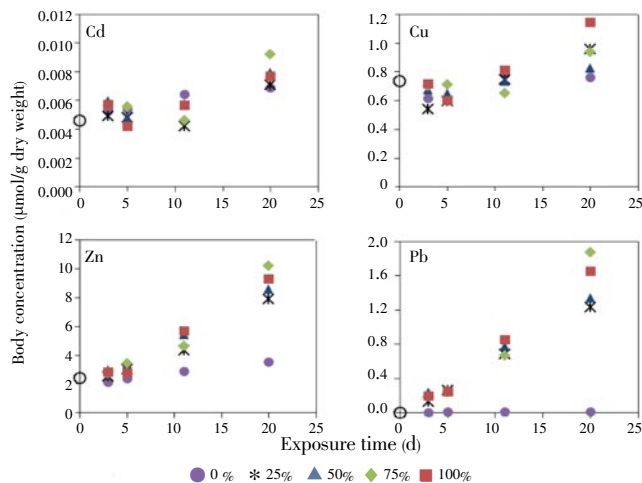 Body concentration (μmol/g dry weight)
0.012
0.010
0.008
0.006
0.004
0.002
0.000
Cd
0 5 10 15 20 25
1.2
1.0
0.8
0.6
0.4
0.2
0
Cu
0 5 10 15 20 25
12
10
8
6
4
2
0
Zn
0 5 10 15 20 25
2.0
1.6
1.2
0.8
0.4
0.0
Pb
0 5 10 15 20 25
Exposure time (d)
0 % 25% 50% 75% 100%